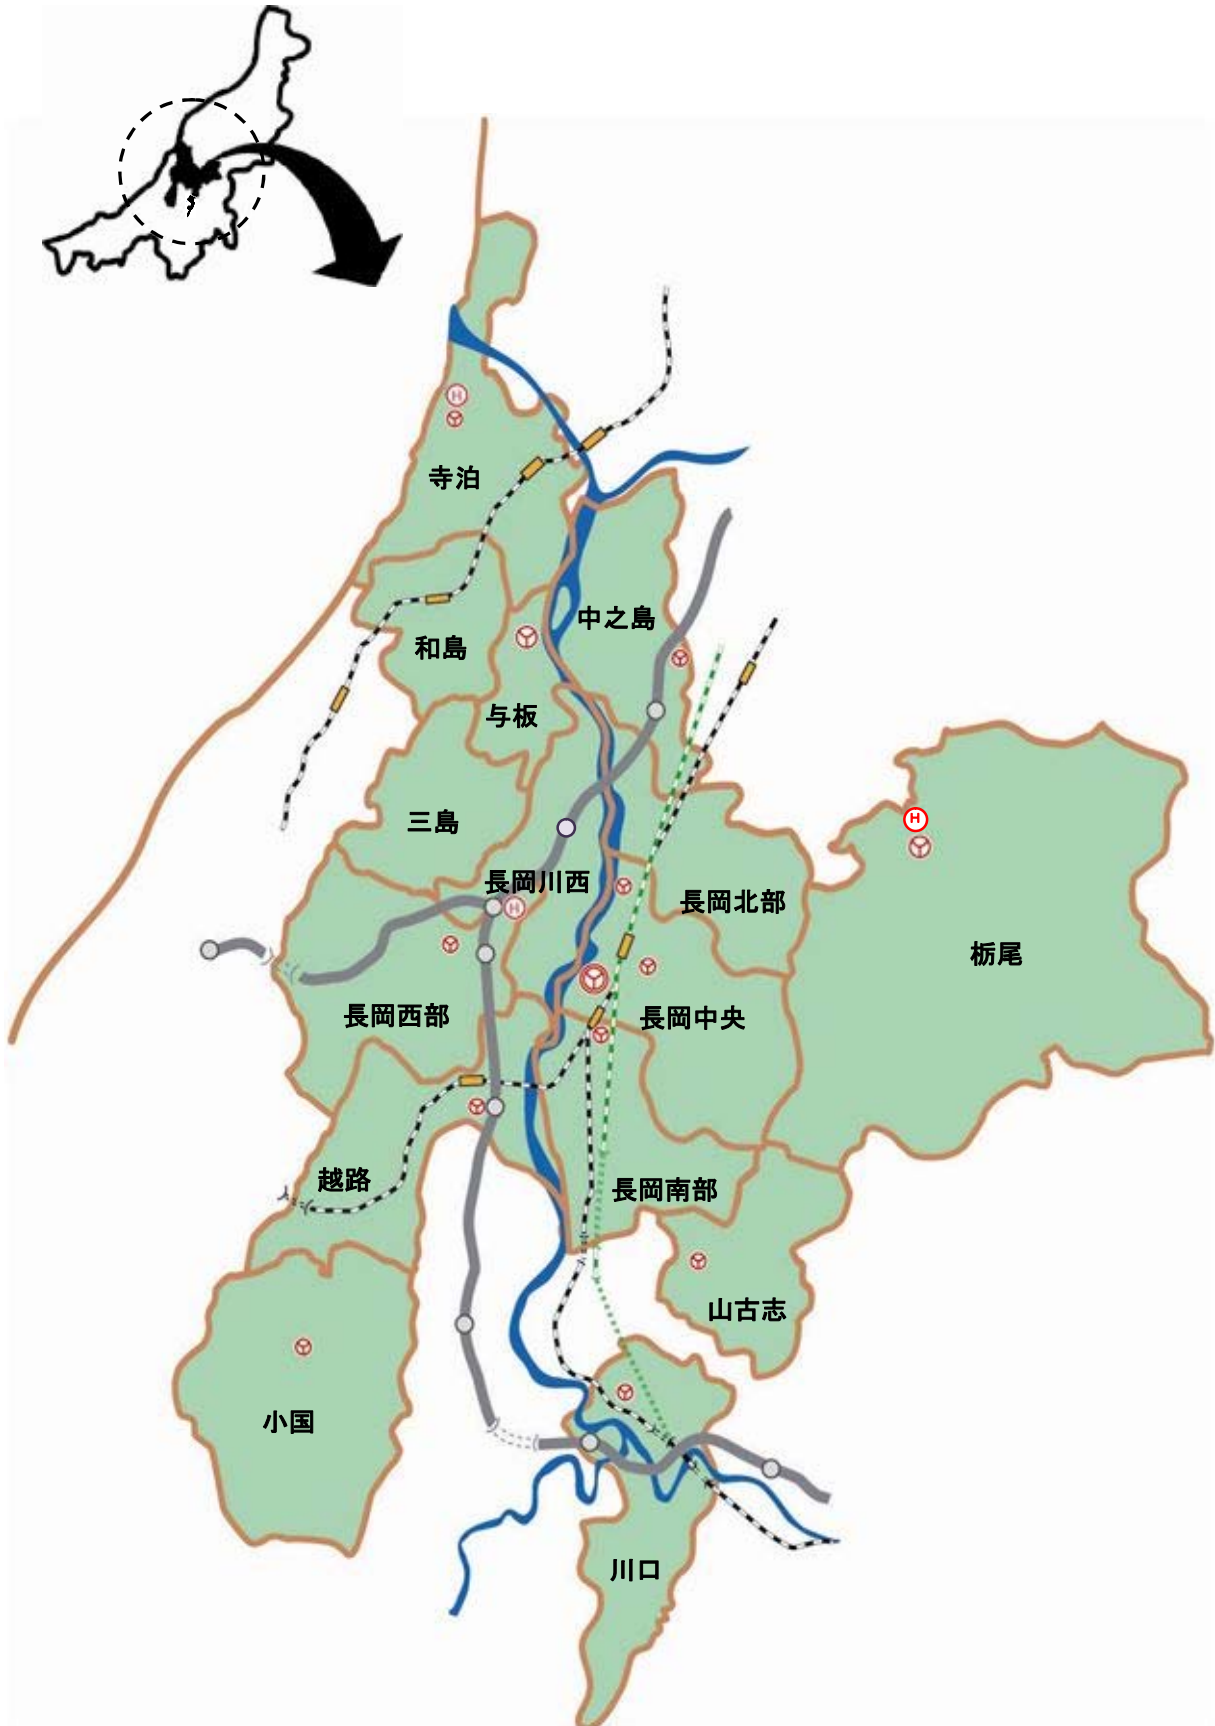 寺泊
中之島
和島
与板
三島
長岡川西
長岡北部
栃尾
長岡西部
長岡中央
越路
長岡南部
山古志
小国
川口
H
H
H